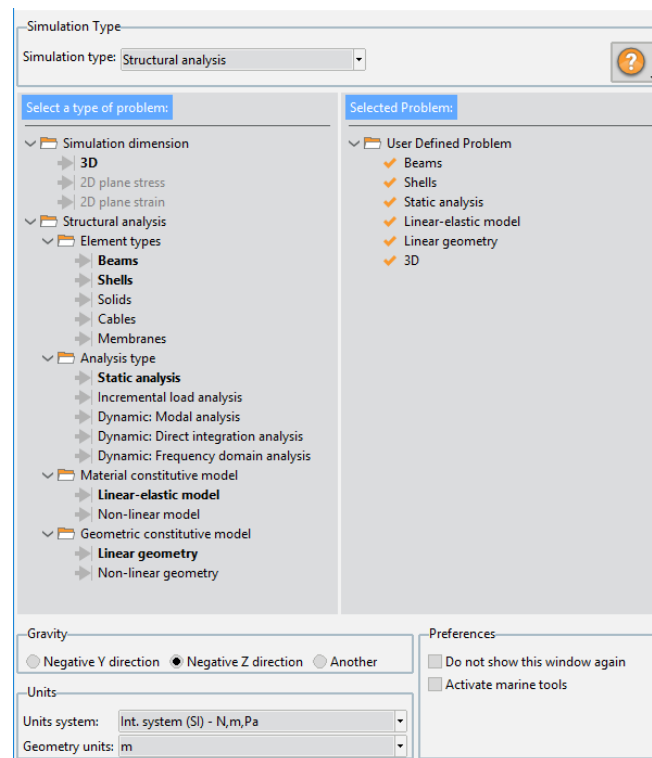 Simulation Type
Simulation type: Structural analysis
?
Select a type of problem:
Simulation dimension
3D
2D plane stress
2D plane strain
Structural analysis
Element types
Beams
Shells
Solids
Cables
Membranes
Analysis type
Static analysis
Incremental load analysis
Dynamic: Modal analysis
Dynamic: Direct integration analysis
Dynamic: Frequency domain analysis
Material constitutive model
Linear-elastic model
Non-linear model
Geometric constitutive model
Linear geometry
Non-linear geometry
Selected Problem:
User Defined Problem
Beams
Shells
Static analysis
Linear-elastic model
Linear geometry
3D
Gravity
Negative Y direction Negative Z direction Another
Units
Units system: Int. system (SI) - N,m,Pa
Geometry units: m
Preferences
Do not show this window again
Activate marine tools